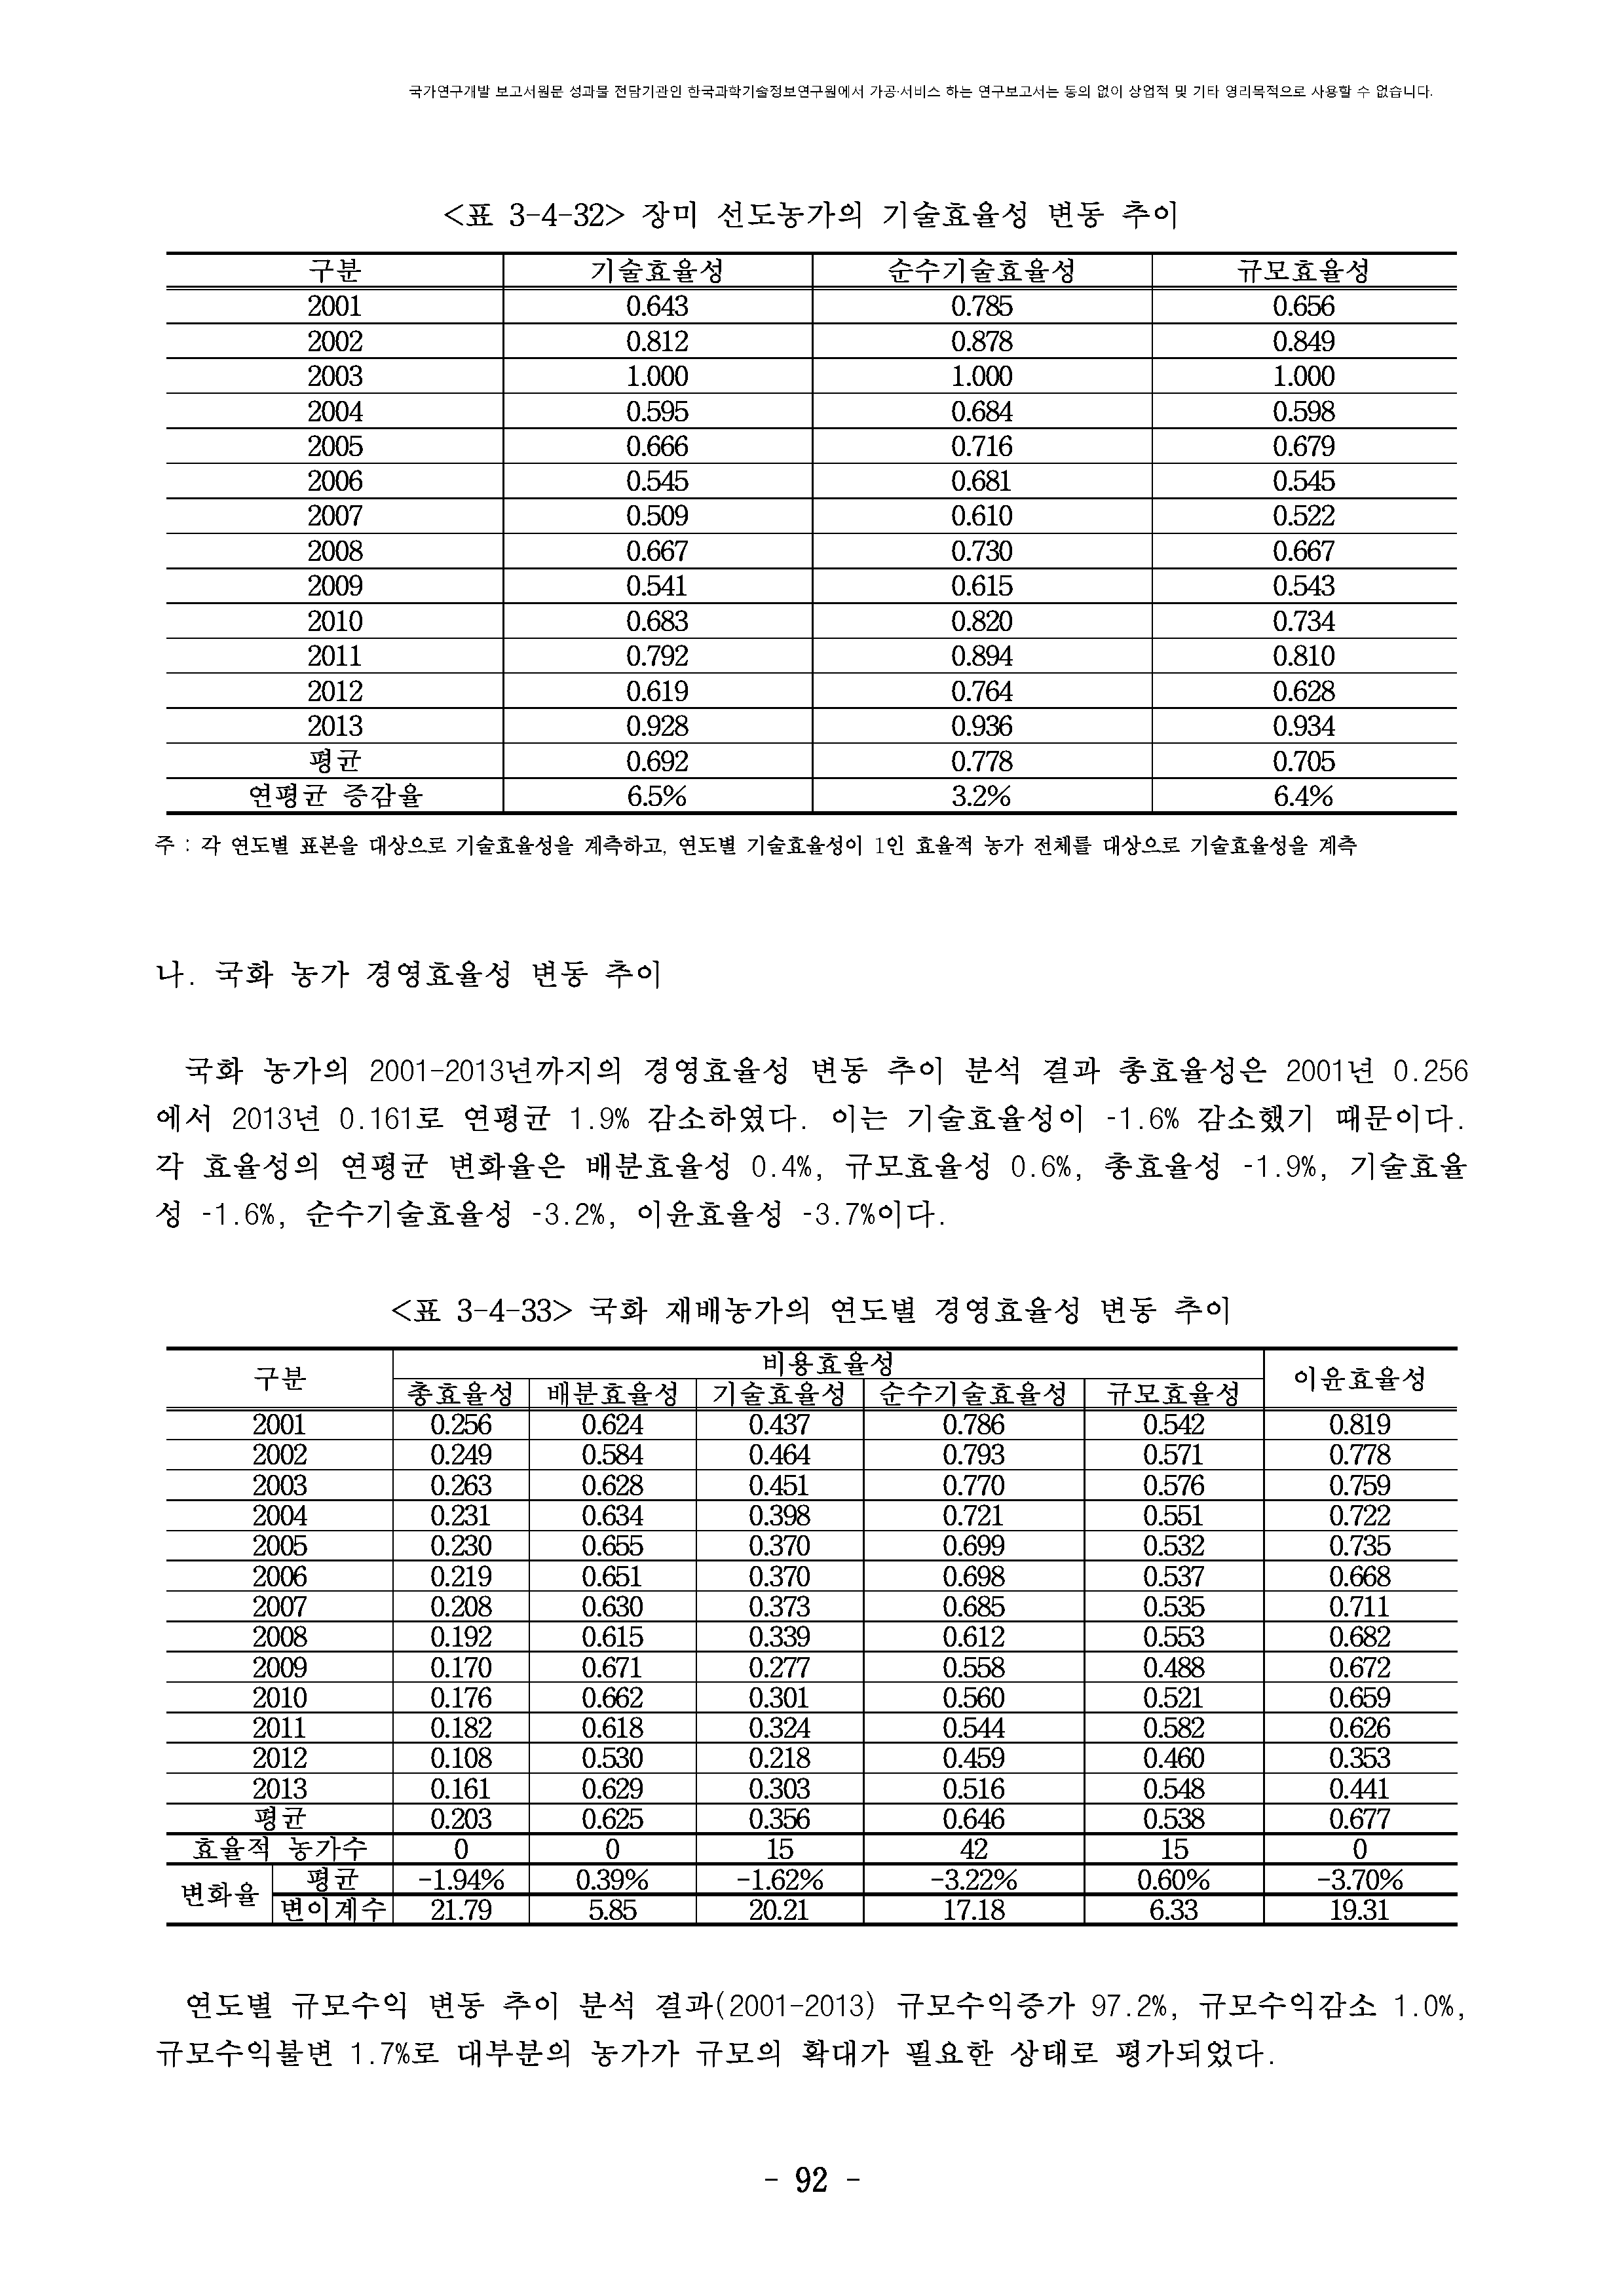 국가연구개발 보고서원문 성과물 전담기관인 한국과학기술정보연구원에서 가공·서비스 하는 연구보고서는 동의 없이 상업적 및 기타 영리목적으로 사용할 수 없습니다.
<표 3-4-32> 장미 선도농가의 기술효율성 변동 추이
구분 기술효율성 순수기술효율성 규모효율성
2001 0.643 0.785 0.656
2002 0.812 0.878 0.849
2003 1.000 1.000 1.000
2004 0.595 0.684 0.598
2005 0.666 0.716 0.679
2006 0.545 0.681 0.545
2007 0.509 0.610 0.522
2008 0.667 0.730 0.667
2009 0.541 0.615 0.543
2010 0.683 0.820 0.734
2011 0.792 0.894 0.810
2012 0.619 0.764 0.628
2013 0.928 0.936 0.934
평균 0.692 0.778 0.705
연평균 증감율 6.5% 3.2% 6.4%
주 : 각 연도별 표본을 대상으로 기술효율성을 계측하고, 연도별 기술효율성이 1인 효율적 농가 전체를 대상으로 기술효율성을 계측
나. 국화 농가 경영효율성 변동 추이
국화 농가의 2001-2013년까지의 경영효율성 변동 추이 분석 결과 총효율성은 2001년 0.256
에서 2013년 0.161로 연평균 1.9% 감소하였다. 이는 기술효율성이 -1.6% 감소했기 때문이다.
각 효율성의 연평균 변화율은 배분효율성 0.4%, 규모효율성 0.6%, 총효율성 -1.9%, 기술효율
성 -1.6%, 순수기술효율성 -3.2%, 이윤효율성 -3.7%이다.
<표 3-4-33> 국화 재배농가의 연도별 경영효율성 변동 추이
구분 비용효율성 이윤효율성
총효율성 배분효율성 기술효율성 순수기술효율성 규모효율성
2001 0.256 0.624 0.437 0.786 0.542 0.819
2002 0.249 0.584 0.464 0.793 0.571 0.778
2003 0.263 0.628 0.451 0.770 0.576 0.759
2004 0.231 0.634 0.398 0.721 0.551 0.722
2005 0.230 0.655 0.370 0.699 0.532 0.735
2006 0.219 0.651 0.370 0.698 0.537 0.668
2007 0.208 0.630 0.373 0.685 0.535 0.711
2008 0.192 0.615 0.339 0.612 0.553 0.682
2009 0.170 0.671 0.277 0.558 0.488 0.672
2010 0.176 0.662 0.301 0.560 0.521 0.659
2011 0.182 0.618 0.324 0.544 0.582 0.626
2012 0.108 0.530 0.218 0.459 0.460 0.353
2013 0.161 0.629 0.303 0.516 0.548 0.441
평균 0.203 0.625 0.356 0.646 0.538 0.677
효율적 농가수 0 0 15 42 15 0
변화율 평균 -1.94% 0.39% -1.62% -3.22% 0.60% -3.70%
변이계수 21.79 5.85 20.21 17.18 6.33 19.31
연도별 규모수익 변동 추이 분석 결과(2001-2013) 규모수익증가 97.2%, 규모수익감소 1.0%,
규모수익불변 1.7%로 대부분의 농가가 규모의 확대가 필요한 상태로 평가되었다.
- 92 -